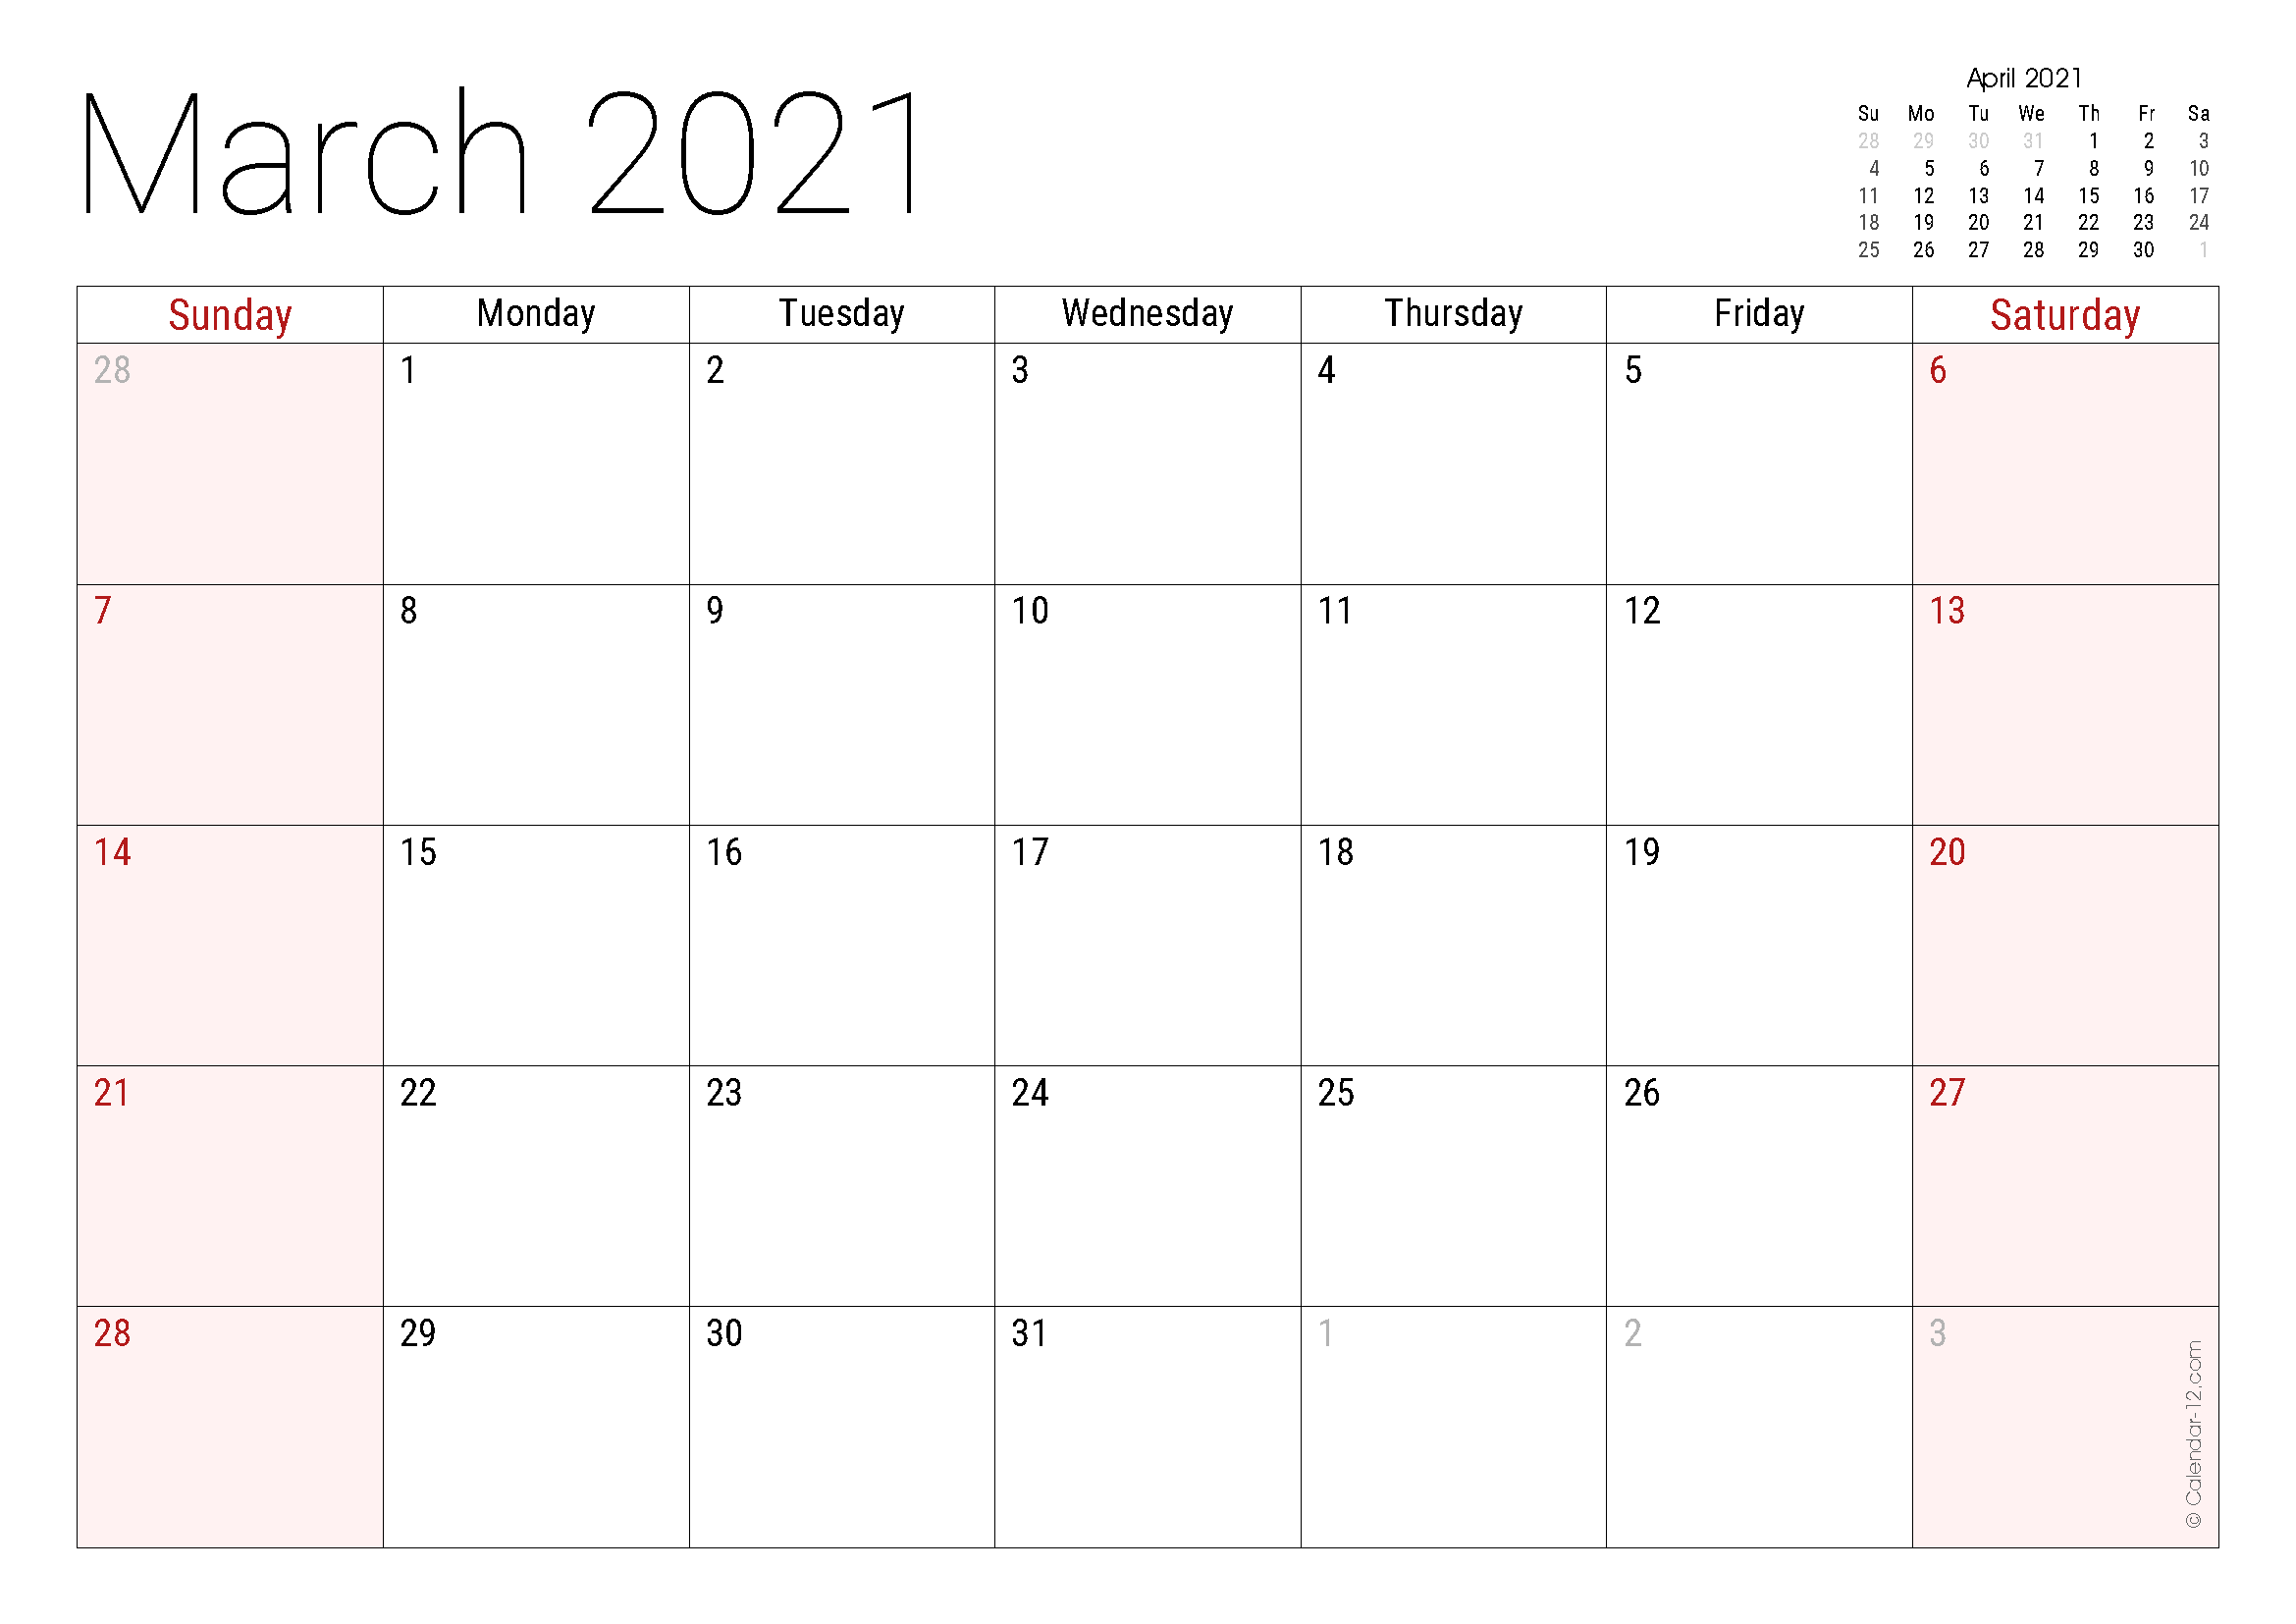 March 2021
April 2021
Su Mo Tu We Th Fr Sa
28 29 30 31 1 2 3
4 5 6 7 8 9 10
11 12 13 14 15 16 17
18 19 20 21 22 23 24
25 26 27 28 29 30 1
Sunday Monday Tuesday Wednesday Thursday Friday Saturday
28 1 2 3 4 5 6
7 8 9 10 11 12 13
14 15 16 17 18 19 20
21 22 23 24 25 26 27
28 29 30 31 1 2 3
© Calendar-12.com